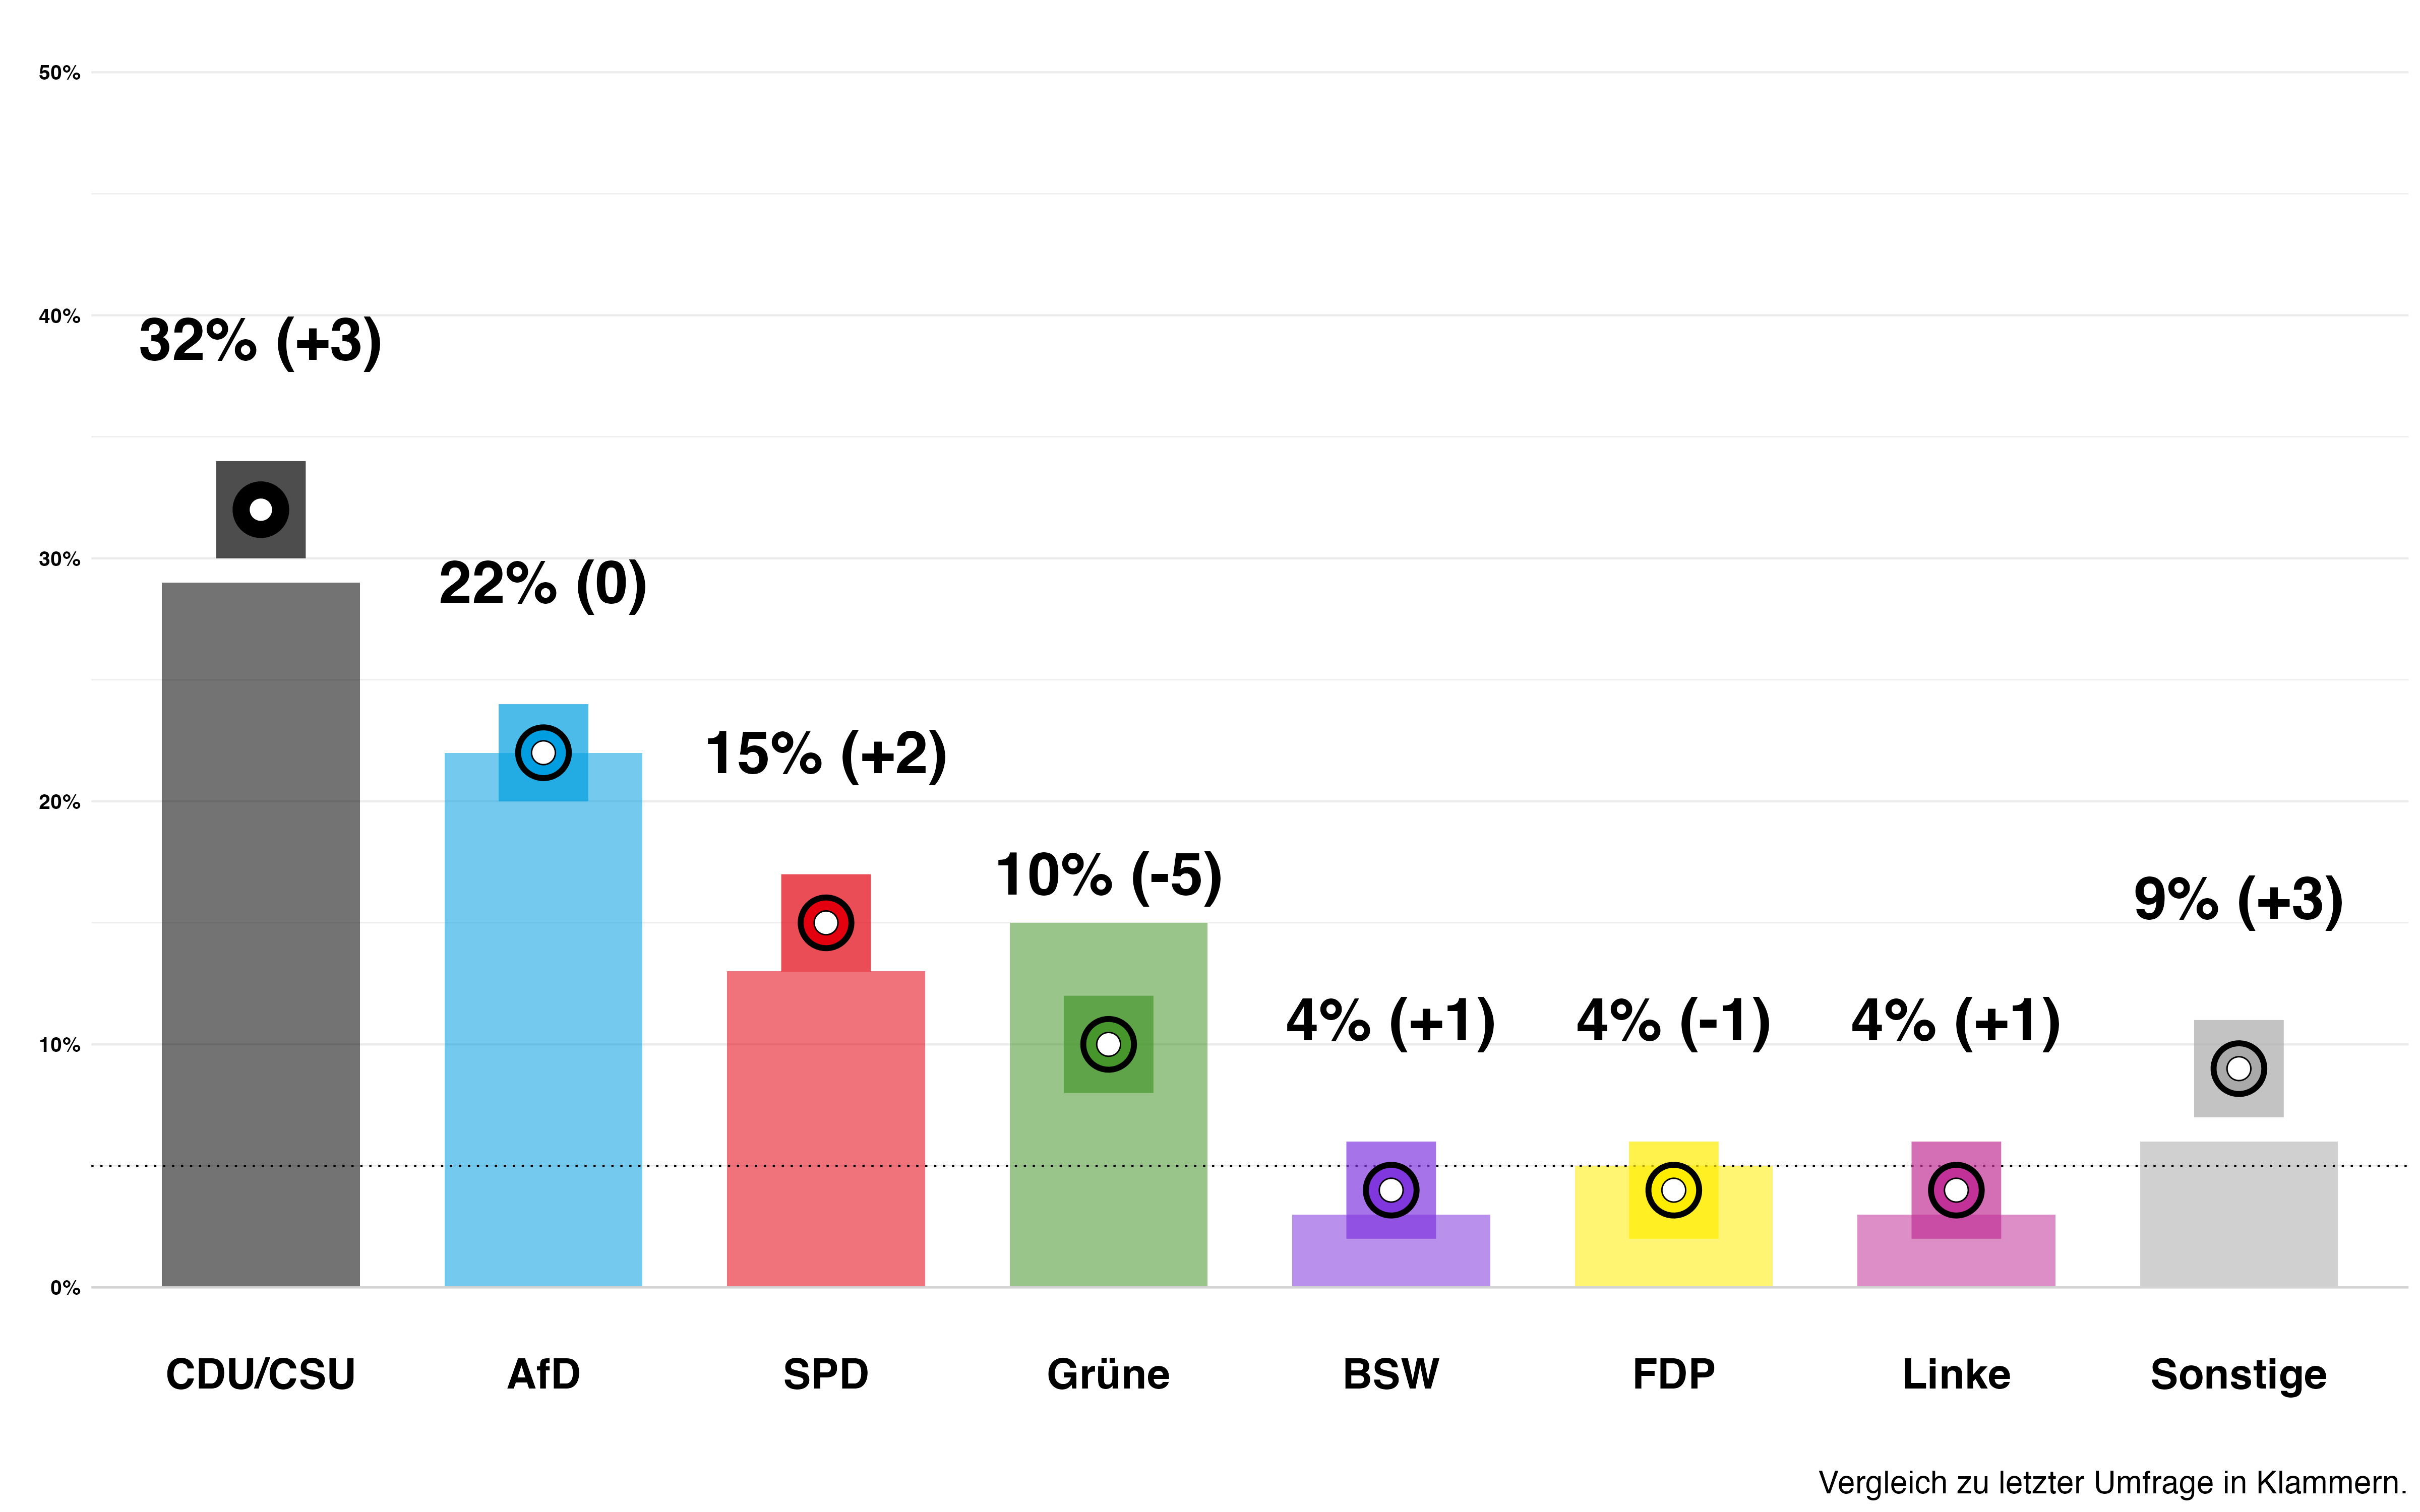 50%
40%
30%
20%
10%
0%
32% (+3)
22% (0)
15% (+2)
10% (-5)
4% (+1)
4% (-1)
4% (+1)
9% (+3)
CDU/CSU
AfD
SPD
Grüne
BSW
FDP
Linke
Sonstige
Vergleich zu letzter Umfrage in Klammern.